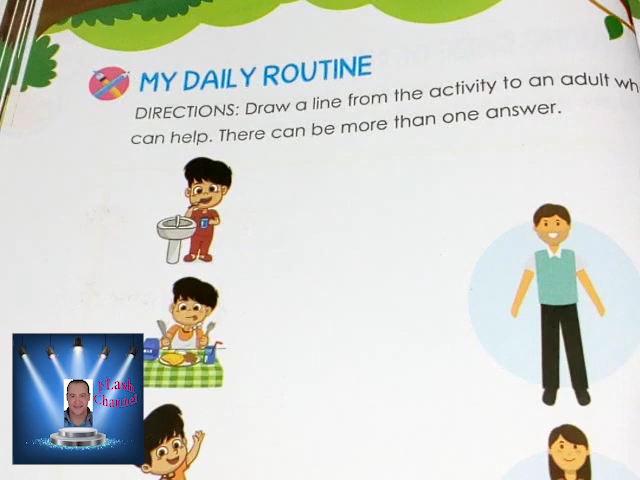 MY DAILY ROUTINE
DIRECTIONS: Draw a line from the activity to an adult
can help. There can be more than one answer.
Lash
Channel